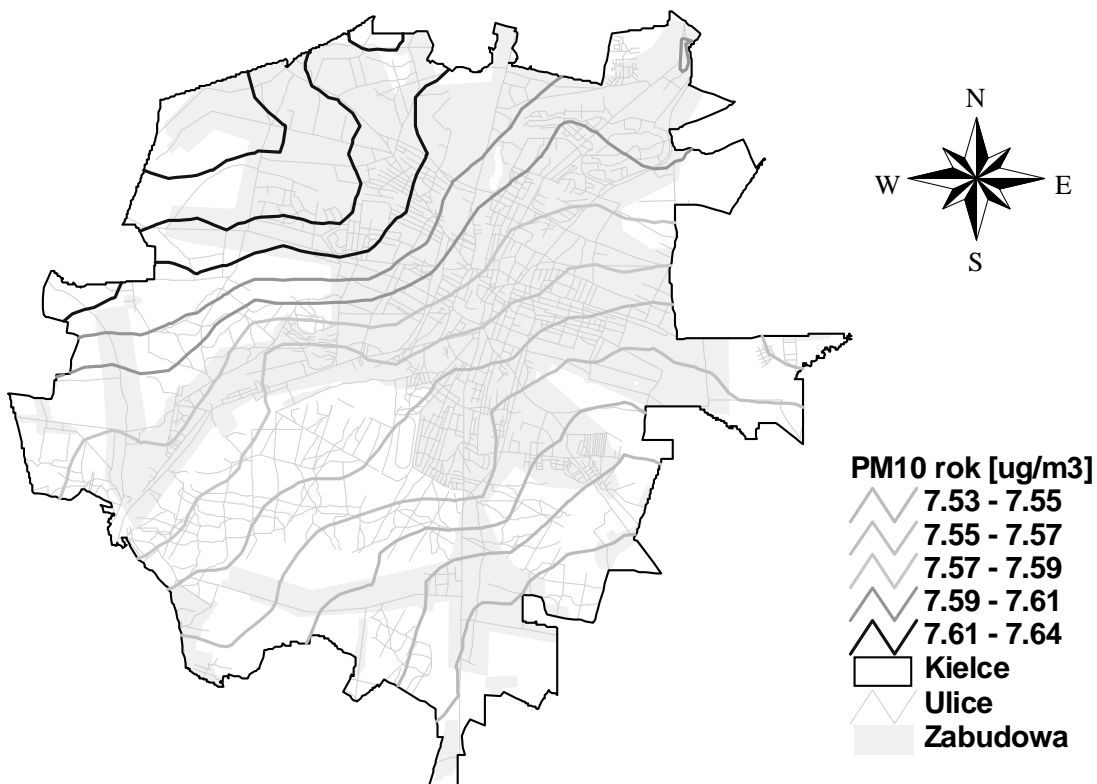 N
W
E
S
PM10 rok [ug/m3]
7.53 - 7.55
7.55 - 7.57
7.57 - 7.59
7.59 - 7.61
7.61 - 7.64
Kielce
Ulice
Zabudowa